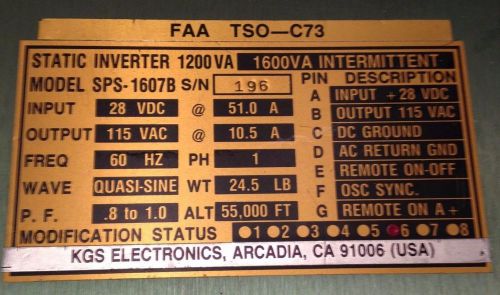 FAA TSO-C73
STATIC INVERTER 1200VA 1600VA INTERMITTENT
MODEL SPS-1607B S/N 196
INPUT 28 VDC @ 51.0 A
OUTPUT 115 VAC @ 10.5 A
FREQ 60 HZ PH 1
WAVE QUASI-SINE WT 24.5 LB
P. F. .8 to 1.0 ALT 55,000 FT
PIN DESCRIPTION
A INPUT +28 VDC
B OUTPUT 115 VAC
C DC GROUND
D AC RETURN GND
E REMOTE ON-OFF
F OSC SYNC.
G REMOTE ON A+
MODIFICATION STATUS 1 2 3 4 5 6 7 8
KGS ELECTRONICS, ARCADIA, CA 91006 (USA)